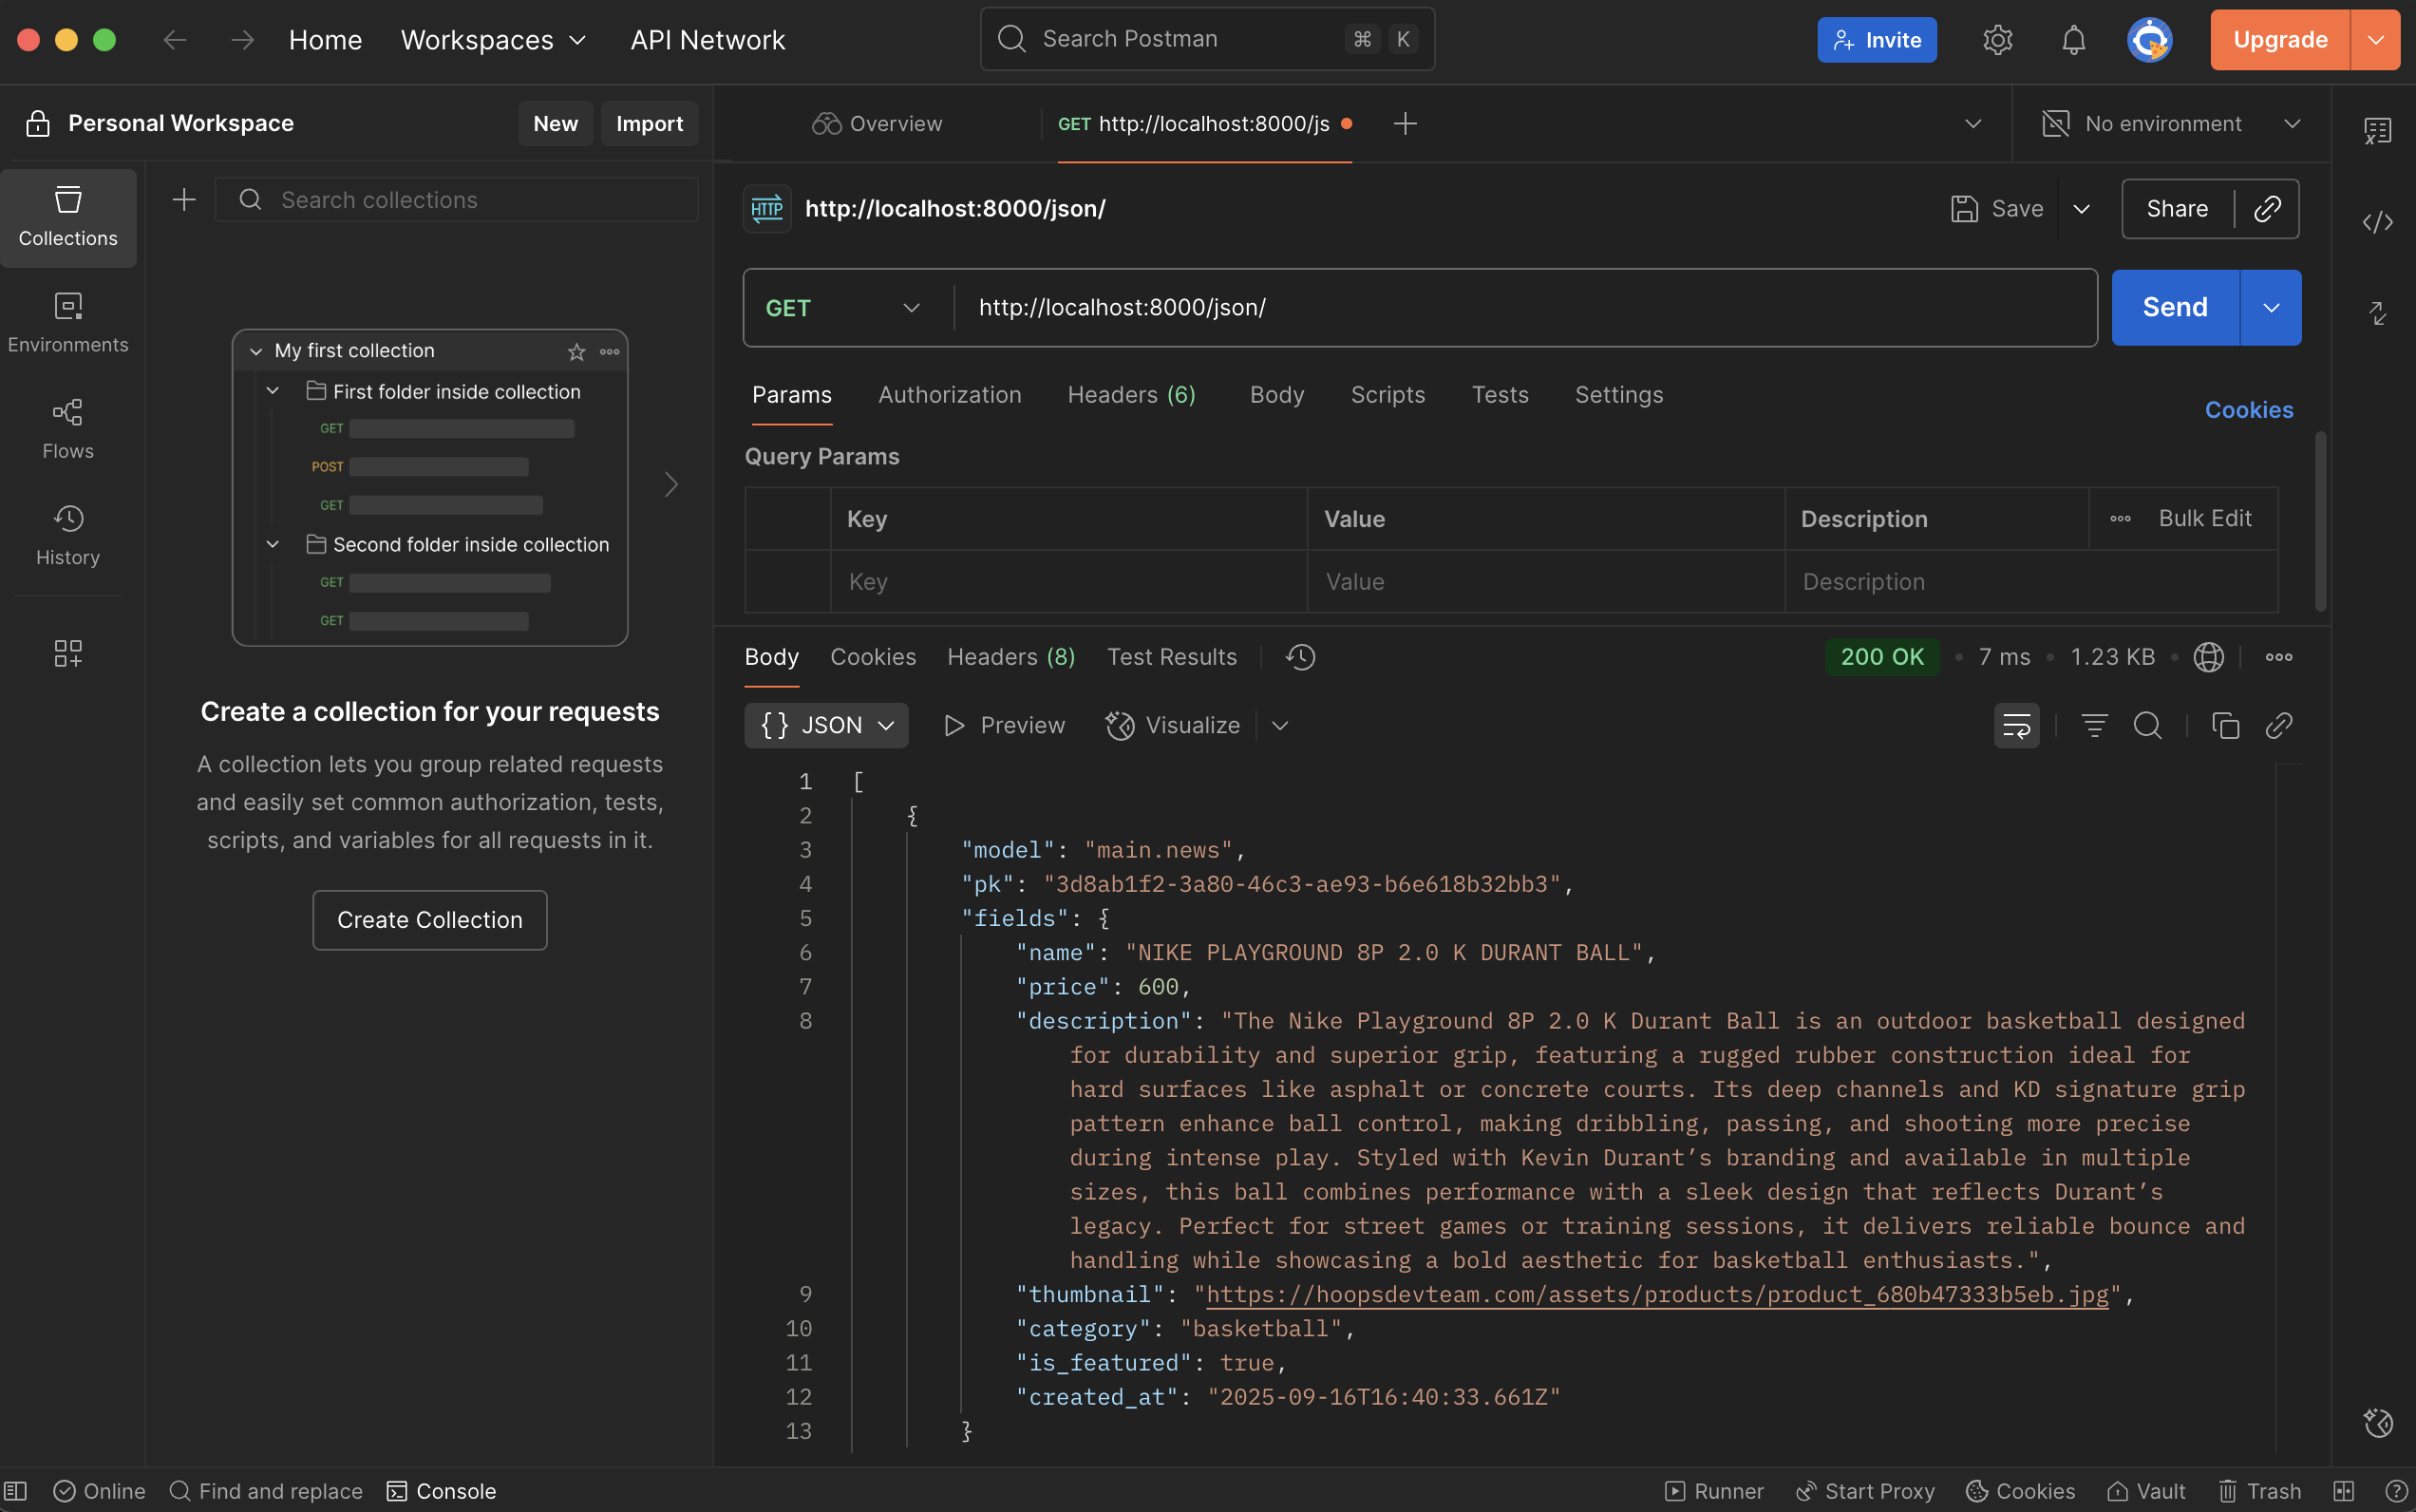 Home Workspaces API Network Search Postman ⌘ K Invite Upgrade
Personal Workspace New Import Overview GET http://localhost:8000/js No environment
Collections
Environments
Flows
History
Search collections
My first collection
First folder inside collection
GET
POST
GET
Second folder inside collection
GET
GET
Create a collection for your requests
A collection lets you group related requests
and easily set common authorization, tests,
scripts, and variables for all requests in it.
Create Collection
HTTP http://localhost:8000/json/ Save Share
GET http://localhost:8000/json/ Send
Params Authorization Headers (6) Body Scripts Tests Settings Cookies
Query Params
Key Value Description Bulk Edit
Key Value Description
Body Cookies Headers (8) Test Results 200 OK • 7 ms • 1.23 KB •
{} JSON Preview Visualize
1 [
2 {
3 "model": "main.news",
4 "pk": "3d8ab1f2-3a80-46c3-ae93-b6e618b32bb3",
5 "fields": {
6 "name": "NIKE PLAYGROUND 8P 2.0 K DURANT BALL",
7 "price": 600,
8 "description": "The Nike Playground 8P 2.0 K Durant Ball is an outdoor basketball designed
for durability and superior grip, featuring a rugged rubber construction ideal for
hard surfaces like asphalt or concrete courts. Its deep channels and KD signature grip
pattern enhance ball control, making dribbling, passing, and shooting more precise
during intense play. Styled with Kevin Durant’s branding and available in multiple
sizes, this ball combines performance with a sleek design that reflects Durant’s
legacy. Perfect for street games or training sessions, it delivers reliable bounce and
handling while showcasing a bold aesthetic for basketball enthusiasts.",
9 "thumbnail": "https://hoopsdevteam.com/assets/products/product_680b47333b5eb.jpg",
10 "category": "basketball",
11 "is_featured": true,
12 "created_at": "2025-09-16T16:40:33.661Z"
13 }
Online Find and replace Console Runner Start Proxy Cookies Vault Trash